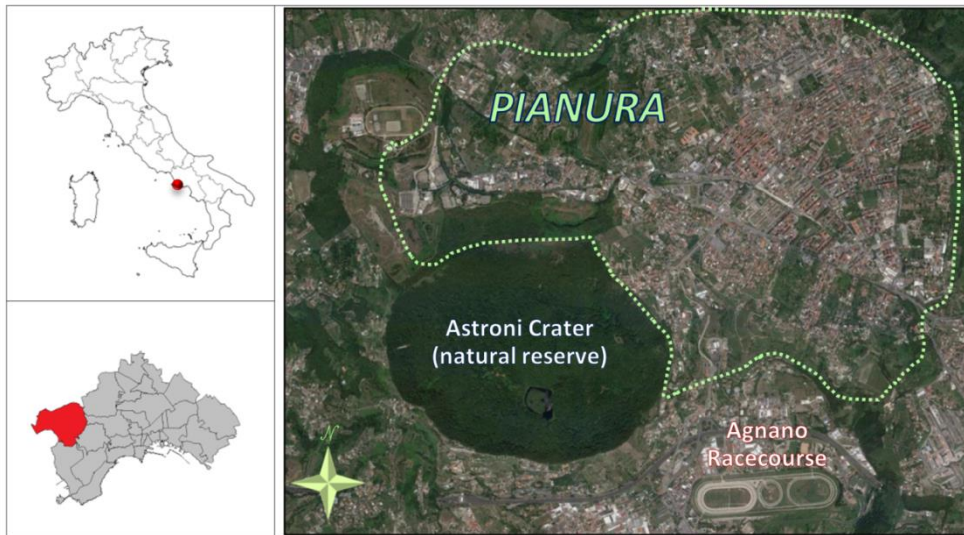 PIANURA
Astroni Crater
(natural reserve)
Agnano
Racecourse
N